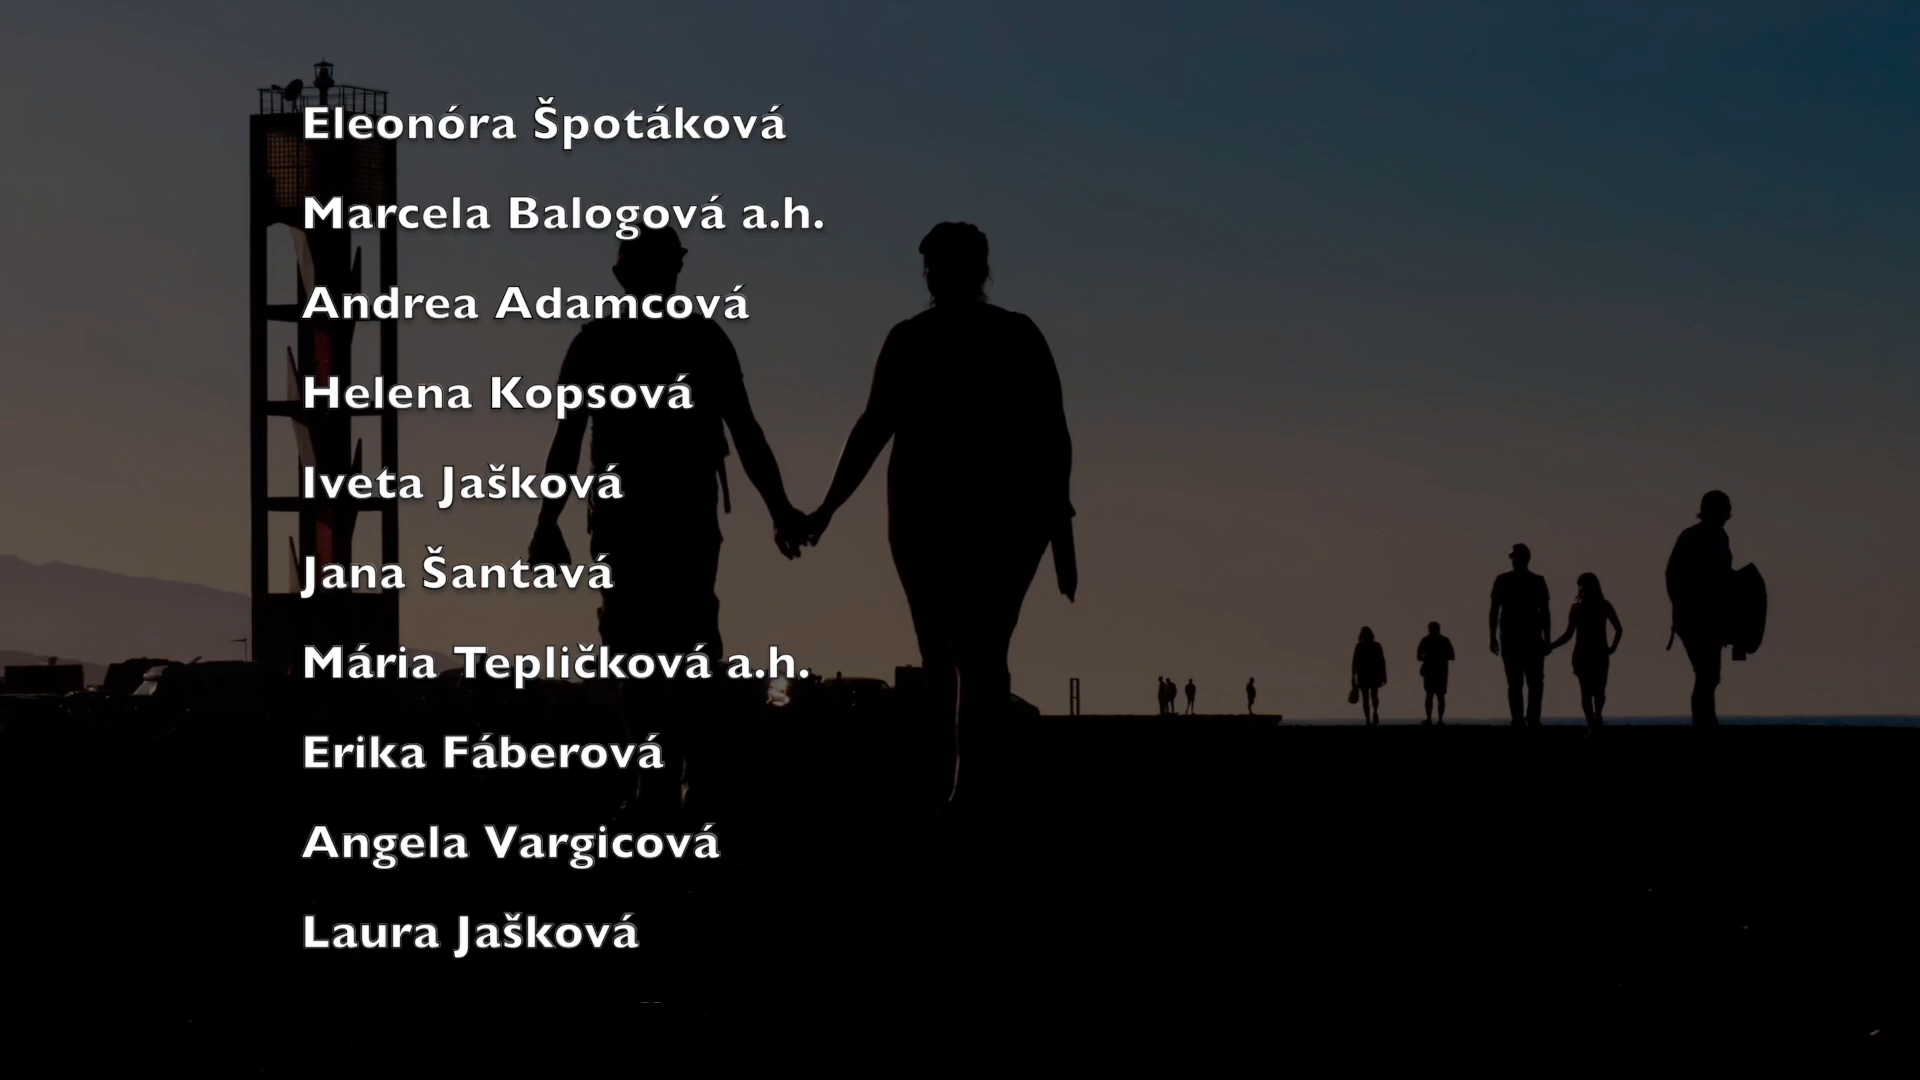 Eleonóra Špotáková
Marcela Balogová a.h.
Andrea Adamcová
Helena Kopsová
Iveta Jašková
Jana Šantavá
Mária Tepličková a.h.
Erika Fáberová
Angela Vargicová
Laura Jašková